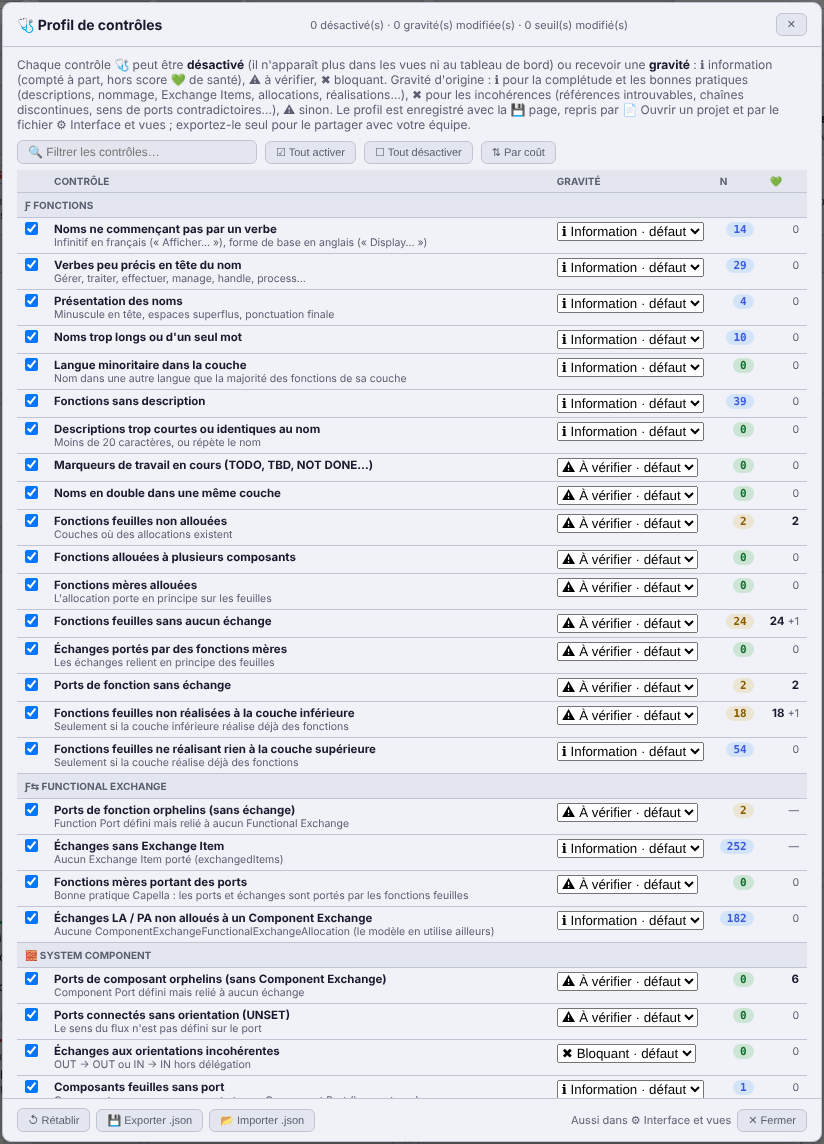 🩺 Profil de contrôles
0 désactivé(s) · 0 gravité(s) modifiée(s) · 0 seuil(s) modifié(s)
✕
Chaque contrôle 🩺 peut être désactivé (il n'apparaît plus dans les vues ni au tableau de bord) ou recevoir une gravité : ℹ information
(compté à part, hors score 💚 de santé), ⚠ à vérifier, ✖ bloquant. Gravité d'origine : ℹ pour la complétude et les bonnes pratiques
(descriptions, nommage, Exchange Items, allocations, réalisations…), ✖ pour les incohérences (références introuvables, chaînes
discontinues, sens de ports contradictoires…), ⚠ sinon. Le profil est enregistré avec la 💾 page, repris par 📄 Ouvrir un projet et par le
fichier ⚙ Interface et vues ; exportez-le seul pour le partager avec votre équipe.
🔍 Filtrer les contrôles… ☑ Tout activer ☐ Tout désactiver ⇅ Par coût
CONTRÔLE GRAVITÉ N 💚
Ƒ FONCTIONS
Noms ne commençant pas par un verbe ℹ Information · défaut 14 0
Infinitif en français (« Afficher… »), forme de base en anglais (« Display… »)
Verbes peu précis en tête du nom ℹ Information · défaut 29 0
Gérer, traiter, effectuer, manage, handle, process…
Présentation des noms ℹ Information · défaut 4 0
Minuscule en tête, espaces superflus, ponctuation finale
Noms trop longs ou d'un seul mot ℹ Information · défaut 10 0
Langue minoritaire dans la couche ℹ Information · défaut 0 0
Nom dans une autre langue que la majorité des fonctions de sa couche
Fonctions sans description ℹ Information · défaut 39 0
Descriptions trop courtes ou identiques au nom ℹ Information · défaut 0 0
Moins de 20 caractères, ou répète le nom
Marqueurs de travail en cours (TODO, TBD, NOT DONE…) ⚠ À vérifier · défaut 0 0
Noms en double dans une même couche ⚠ À vérifier · défaut 0 0
Fonctions feuilles non allouées ⚠ À vérifier · défaut 2 2
Couches où des allocations existent
Fonctions allouées à plusieurs composants ⚠ À vérifier · défaut 0 0
Fonctions mères allouées ⚠ À vérifier · défaut 0 0
L'allocation porte en principe sur les feuilles
Fonctions feuilles sans aucun échange ⚠ À vérifier · défaut 24 24 +1
Échanges portés par des fonctions mères ⚠ À vérifier · défaut 0 0
Les échanges relient en principe des feuilles
Ports de fonction sans échange ⚠ À vérifier · défaut 2 2
Fonctions feuilles non réalisées à la couche inférieure ⚠ À vérifier · défaut 18 18 +1
Seulement si la couche inférieure réalise déjà des fonctions
Fonctions feuilles ne réalisant rien à la couche supérieure ℹ Information · défaut 54 0
Seulement si la couche réalise déjà des fonctions
Ƒ⇆ FUNCTIONAL EXCHANGE
Ports de fonction orphelins (sans échange) ⚠ À vérifier · défaut 2 —
Function Port défini mais relié à aucun Functional Exchange
Échanges sans Exchange Item ℹ Information · défaut 252 —
Aucun Exchange Item porté (exchangedItems)
Fonctions mères portant des ports ⚠ À vérifier · défaut 0 0
Bonne pratique Capella : les ports et échanges sont portés par les fonctions feuilles
Échanges LA / PA non alloués à un Component Exchange ℹ Information · défaut 182 0
Aucune ComponentExchangeFunctionalExchangeAllocation (le modèle en utilise ailleurs)
🧱 SYSTEM COMPONENT
Ports de composant orphelins (sans Component Exchange) ⚠ À vérifier · défaut 0 6
Component Port défini mais relié à aucun échange
Ports connectés sans orientation (UNSET) ⚠ À vérifier · défaut 0 0
Le sens du flux n'est pas défini sur le port
Échanges aux orientations incohérentes ✖ Bloquant · défaut 0 0
OUT → OUT ou IN → IN hors délégation
Composants feuilles sans port ℹ Information · défaut 1 0
↺ Rétablir 💾 Exporter .json 📂 Importer .json Aussi dans ⚙ Interface et vues ✕ Fermer